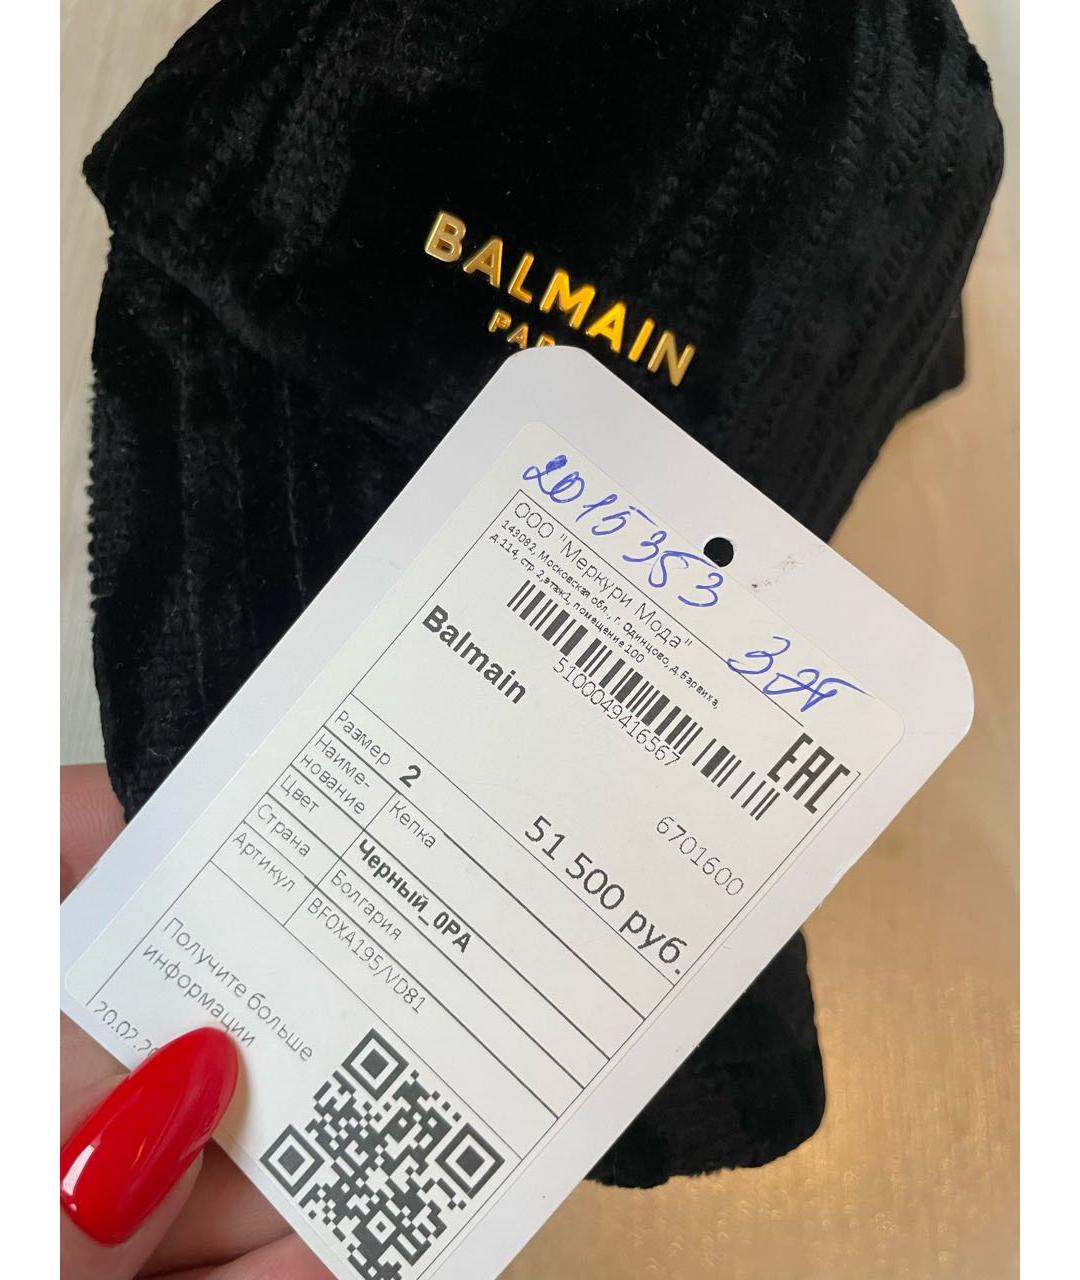 BALMAIN
2015353
ООО "Меркури Мода"
143082, Московская обл., г. Одинцово, д. Барвиха,
д.114, стр.2,этаж1, помещение 100
5100049416567
Balmain
EAC
6701600
51 500 руб.
Размер 2
Наиме-
нование Кепка
Цвет Черный_0PA
Страна Болгария
Артикул BF0XA195/VD81
Получите больше
информации
20.02.